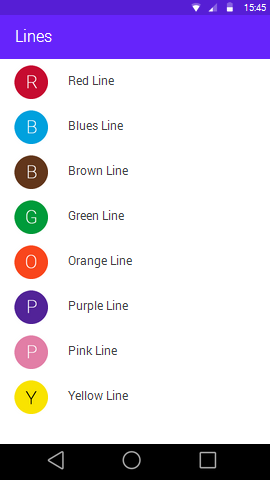 15:45
Lines
R Red Line
B Blues Line
B Brown Line
G Green Line
O Orange Line
P Purple Line
P Pink Line
Y Yellow Line